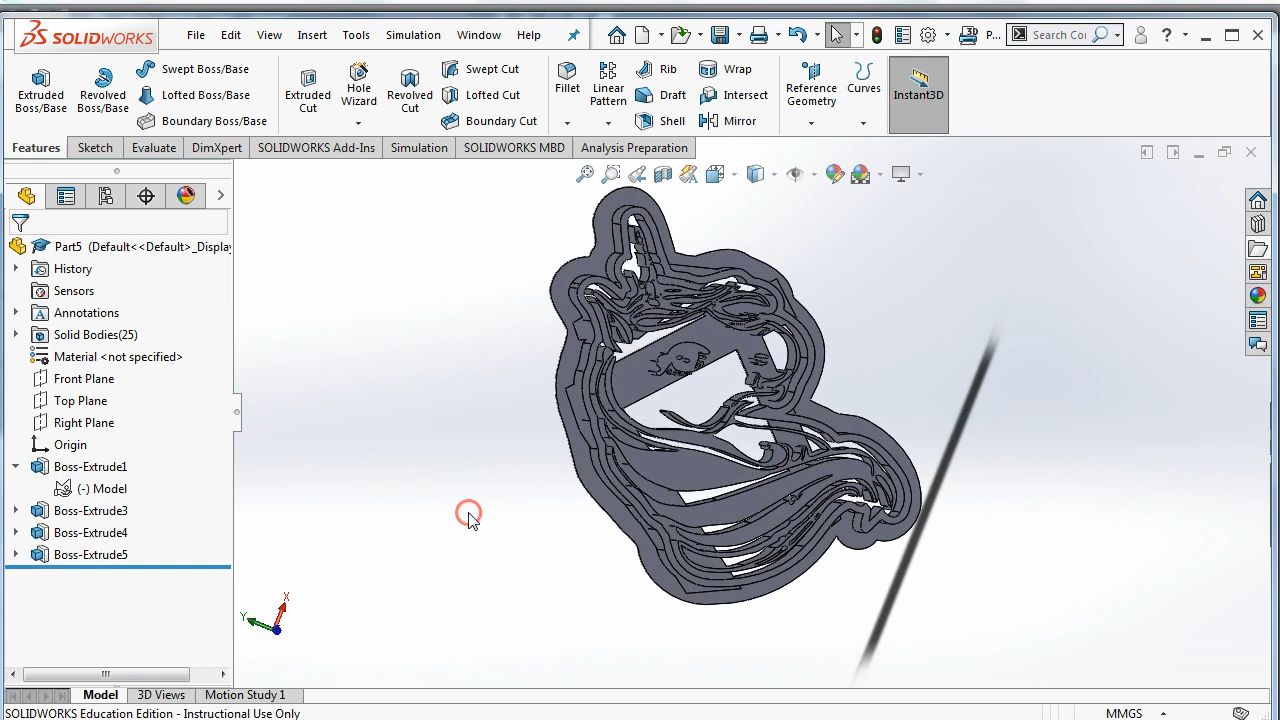 SOLIDWORKS
File Edit View Insert Tools Simulation Window Help
P... Search Co
Extruded Boss/Base
Revolved Boss/Base
Swept Boss/Base
Lofted Boss/Base
Boundary Boss/Base
Extruded Cut
Hole Wizard
Revolved Cut
Swept Cut
Lofted Cut
Boundary Cut
Fillet
Linear Pattern
Rib
Draft
Shell
Wrap
Intersect
Mirror
Reference Geometry
Curves
Instant3D
Features Sketch Evaluate DimXpert SOLIDWORKS Add-Ins Simulation SOLIDWORKS MBD Analysis Preparation
Part5 (Default<<Default>_Display
History
Sensors
Annotations
Solid Bodies(25)
Material <not specified>
Front Plane
Top Plane
Right Plane
Origin
Boss-Extrude1
(-) Model
Boss-Extrude3
Boss-Extrude4
Boss-Extrude5
X
Y
Model 3D Views Motion Study 1
SOLIDWORKS Education Edition - Instructional Use Only
MMGS